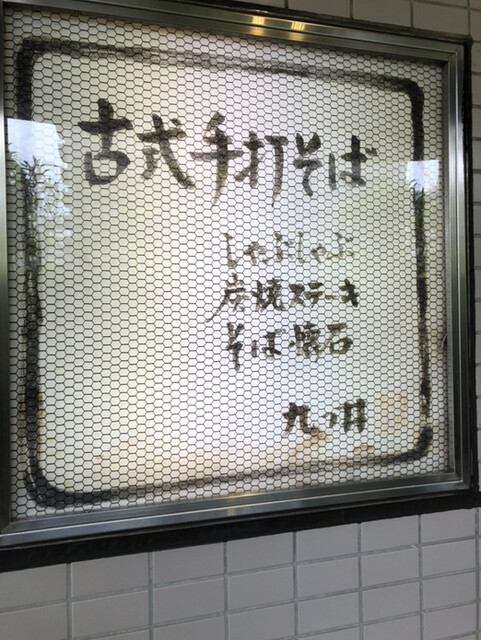 古式手打そば
しゃぶしゃぶ
炭焼ステーキ
そば・懐石
九つ井